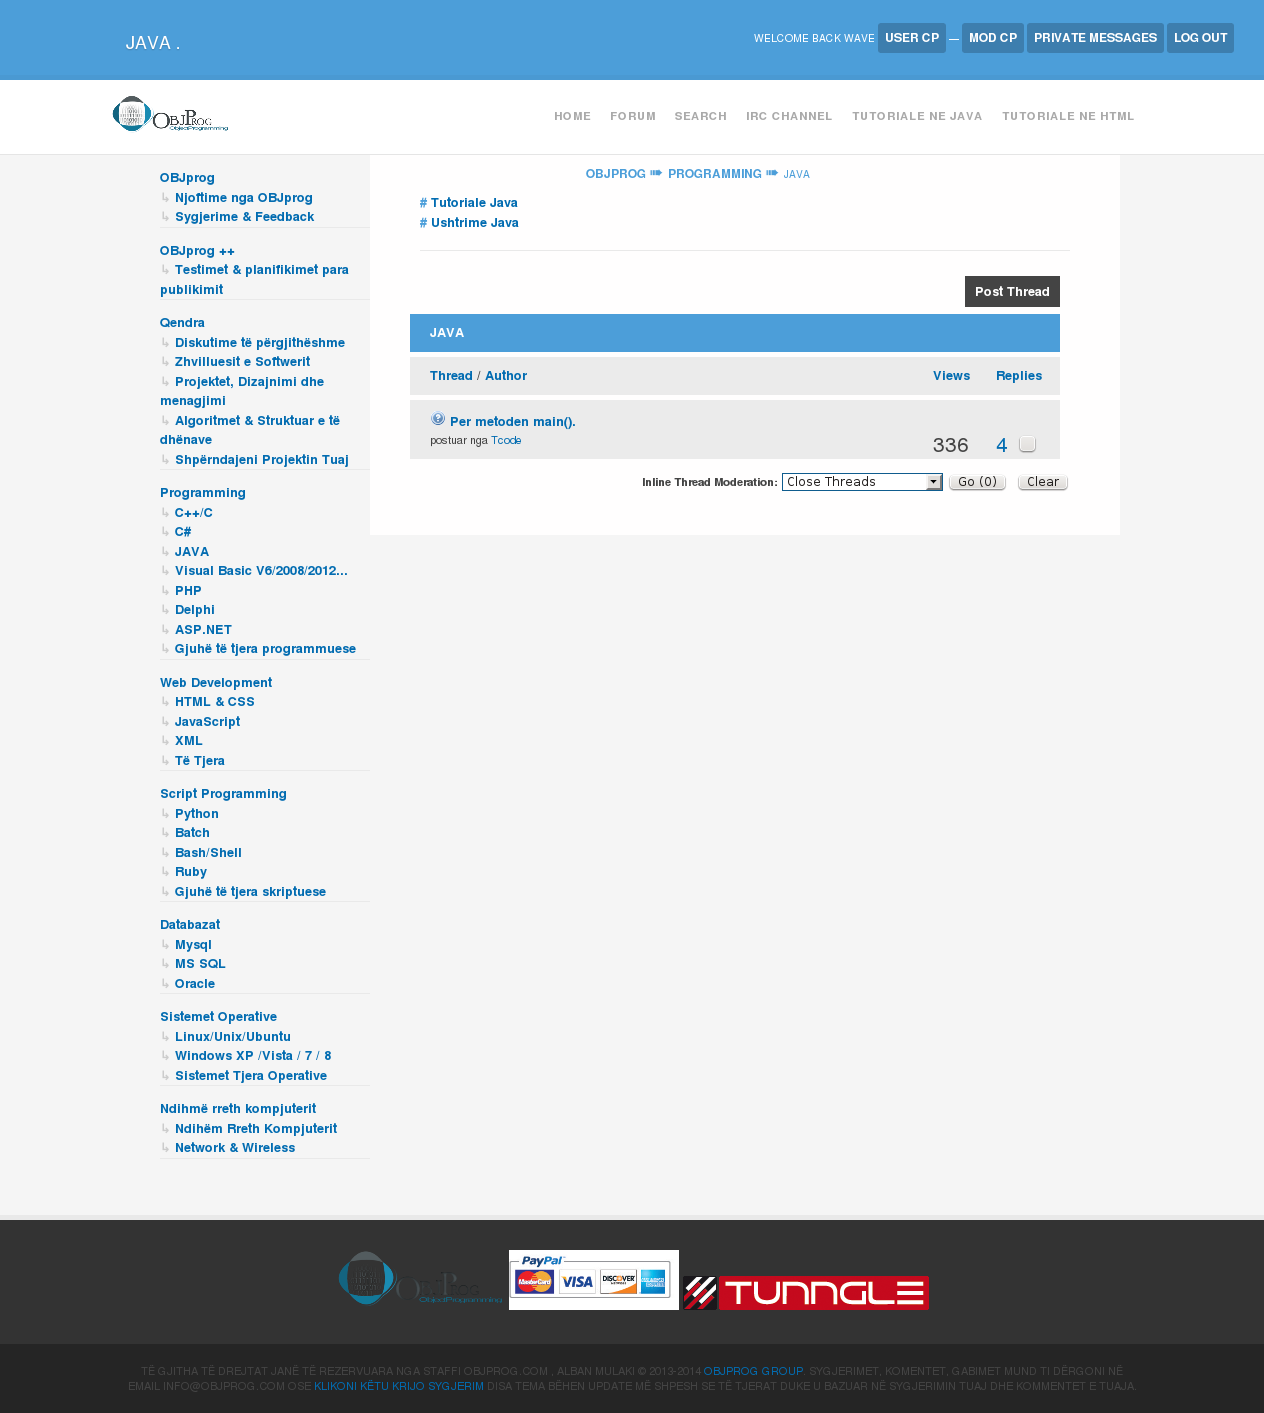 JAVA .
WELCOME BACK WAVE USER CP — MOD CP PRIVATE MESSAGES LOG OUT
OBJPROG
ObjectProgramming
HOME FORUM SEARCH IRC CHANNEL TUTORIALE NE JAVA TUTORIALE NE HTML
OBJprog
↳ Njoftime nga OBJprog
↳ Sygjerime & Feedback
OBJprog ++
↳ Testimet & planifikimet para
publikimit
Qendra
↳ Diskutime të përgjithëshme
↳ Zhvilluesit e Softwerit
↳ Projektet, Dizajnimi dhe
menagjimi
↳ Algoritmet & Struktuar e të
dhënave
↳ Shpërndajeni Projektin Tuaj
Programming
↳ C++/C
↳ C#
↳ JAVA
↳ Visual Basic V6/2008/2012...
↳ PHP
↳ Delphi
↳ ASP.NET
↳ Gjuhë të tjera programmuese
Web Development
↳ HTML & CSS
↳ JavaScript
↳ XML
↳ Të Tjera
Script Programming
↳ Python
↳ Batch
↳ Bash/Shell
↳ Ruby
↳ Gjuhë të tjera skriptuese
Databazat
↳ Mysql
↳ MS SQL
↳ Oracle
Sistemet Operative
↳ Linux/Unix/Ubuntu
↳ Windows XP /Vista / 7 / 8
↳ Sistemet Tjera Operative
Ndihmë rreth kompjuterit
↳ Ndihëm Rreth Kompjuterit
↳ Network & Wireless
OBJPROG ➠ PROGRAMMING ➠ JAVA
# Tutoriale Java
# Ushtrime Java
Post Thread
JAVA
Thread / Author Views Replies
Per metoden main().
postuar nga Tcode
336 4
Inline Thread Moderation: Close Threads Go (0) Clear
OBJPROG
ObjectProgramming
PayPal
MasterCard VISA DISCOVER AMERICAN EXPRESS
TUNNGLE
TË GJITHA TË DREJTAT JANË TË REZERVUARA NGA STAFFI OBJPROG.COM , ALBAN MULAKI © 2013-2014 OBJPROG GROUP. SYGJERIMET, KOMENTET, GABIMET MUND TI DËRGONI NË
EMAIL INFO@OBJPROG.COM OSE KLIKONI KËTU KRIJO SYGJERIM DISA TEMA BËHEN UPDATE MË SHPESH SE TË TJERAT DUKE U BAZUAR NË SYGJERIMIN TUAJ DHE KOMMENTET E TUAJA.